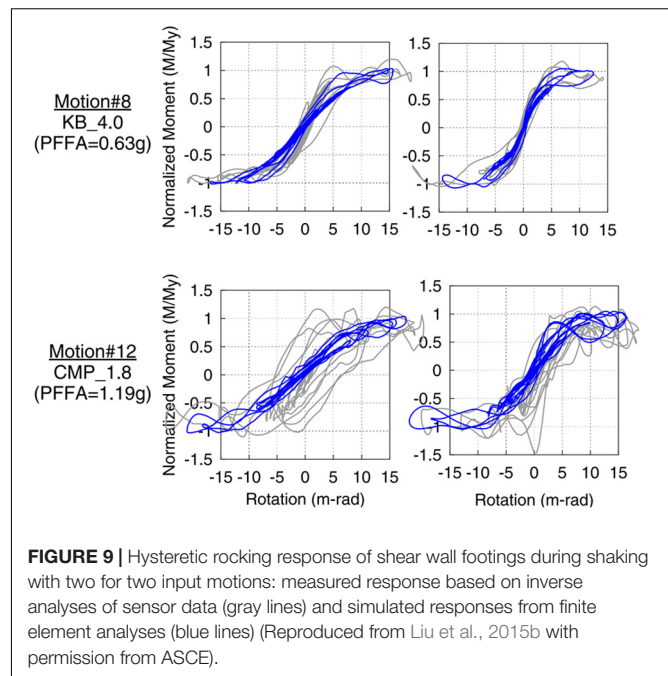 Motion#8
KB_4.0
(PFFA=0.63g)
Normalized Moment (M/My)
1.5
1
0.5
0
-0.5
-1
-1.5
-15 -10 -5 0 5 10 15
1.5
1
0.5
0
-0.5
-1
-1.5
-15 -10 -5 0 5 10 15
Motion#12
CMP_1.8
(PFFA=1.19g)
Normalized Moment (M/My)
1.5
1
0.5
0
-0.5
-1
-1.5
-15 -10 -5 0 5 10 15
Rotation (m-rad)
1.5
1
0.5
0
-0.5
-1
-1.5
-15 -10 -5 0 5 10 15
Rotation (m-rad)
FIGURE 9 | Hysteretic rocking response of shear wall footings during shaking
with two for two input motions: measured response based on inverse
analyses of sensor data (gray lines) and simulated responses from finite
element analyses (blue lines) (Reproduced from Liu et al., 2015b with
permission from ASCE).